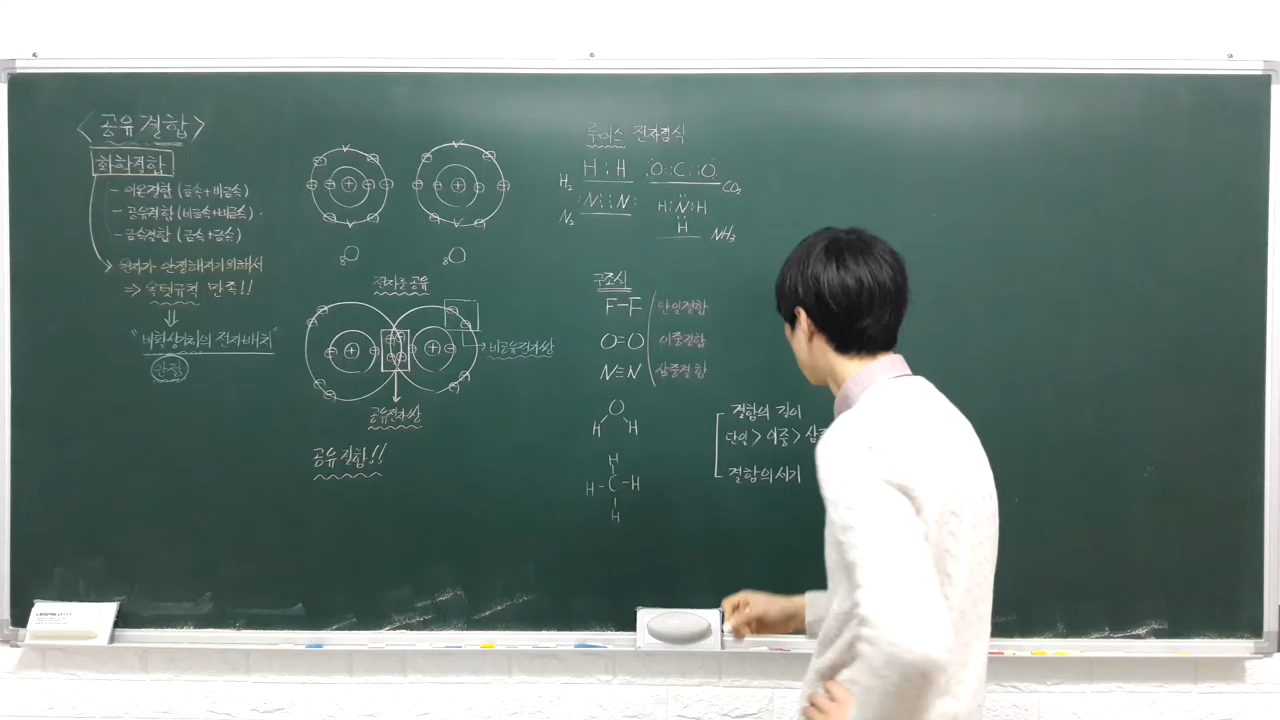 <공유결합>
화학결합
- 이온결합 (금속+비금속)
- 공유결합 (비금속+비금속)
- 금속결합 (금속+금속)
→ 원자가 안정해지기위해서
⇒ 옥텟규칙 만족!!
⇓
"비활성기체의 전자배치"
안정
₈O ₈O
전자를 공유
비공유전자쌍
공유전자쌍
공유결합!!
루이스 전자점식
H:H
H₂
:N:::N:
N₂
O::C::O
CO₂
H:N:H
H
NH₃
구조식
F-F 단일결합
O=O 이중결합
N≡N 삼중결합
O
H H
H
H-C-H
H
결합의 길이
단일>이중>
결합의 세기